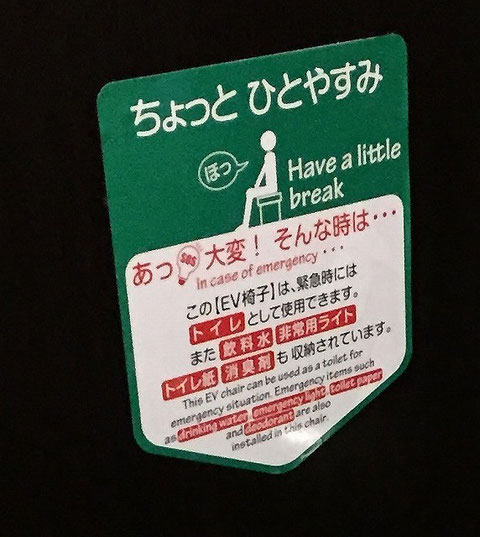 ちょっと ひとやすみ
ほっ
Have a little
break
あっ SOS 大変! そんな時は・・・
In case of emergency ・・・
この【EV椅子】は、緊急時には
トイレ として使用できます。
また 飲料水 非常用ライト
トイレ紙 消臭剤 も 収納されています。
This EV chair can be used as a toilet for
emergency situation. Emergency items such
as drinking water, emergency light, toilet paper
and deodorant are also
installed in this chair.